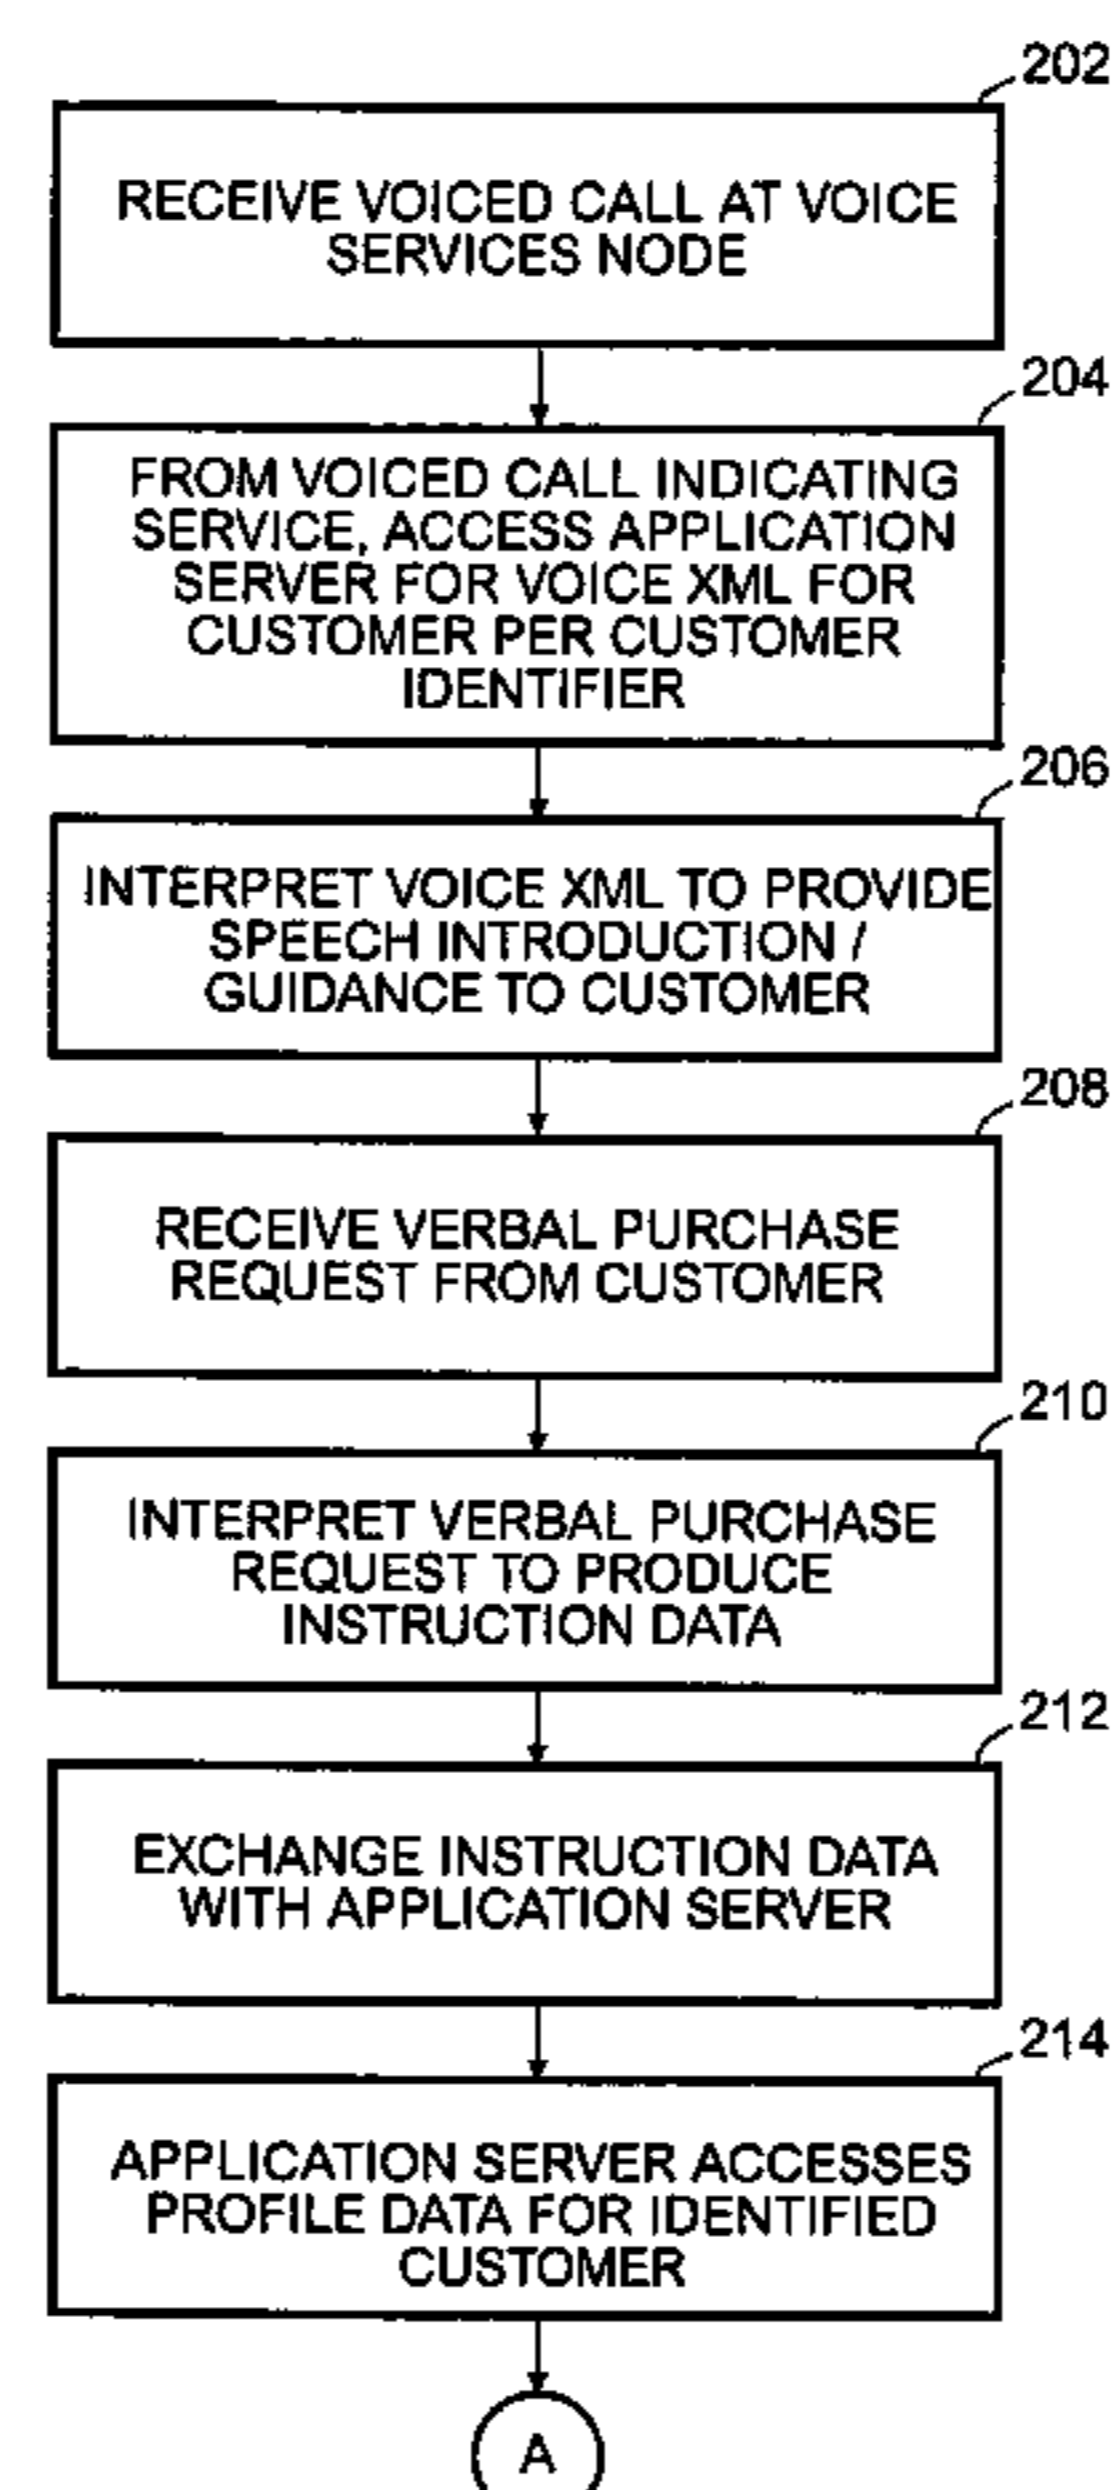 202
RECEIVE VOICED CALL AT VOICE
SERVICES NODE
204
FROM VOICED CALL INDICATING
SERVICE, ACCESS APPLICATION
SERVER FOR VOICE XML FOR
CUSTOMER PER CUSTOMER
IDENTIFIER
206
INTERPRET VOICE XML TO PROVIDE
SPEECH INTRODUCTION /
GUIDANCE TO CUSTOMER
208
RECEIVE VERBAL PURCHASE
REQUEST FROM CUSTOMER
210
INTERPRET VERBAL PURCHASE
REQUEST TO PRODUCE
INSTRUCTION DATA
212
EXCHANGE INSTRUCTION DATA
WITH APPLICATION SERVER
214
APPLICATION SERVER ACCESSES
PROFILE DATA FOR IDENTIFIED
CUSTOMER
A